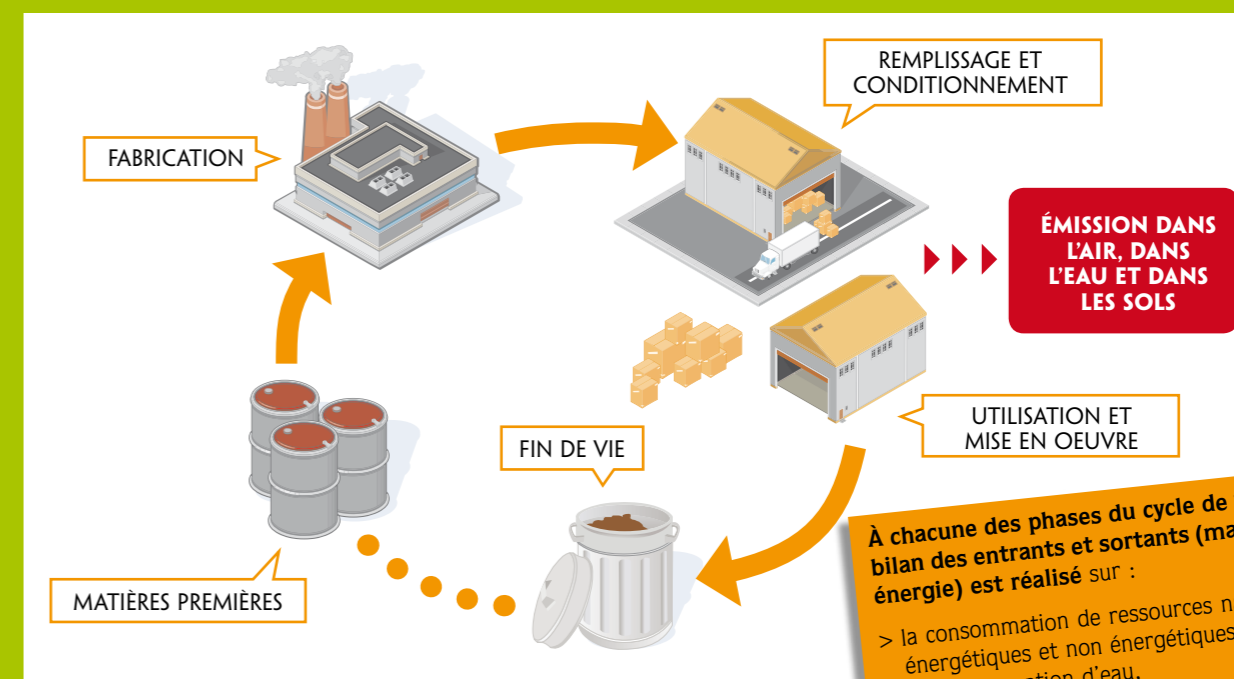 REMPLISSAGE ET
CONDITIONNEMENT
FABRICATION
ÉMISSION DANS
L'AIR, DANS
L'EAU ET DANS
LES SOLS
UTILISATION ET
MISE EN OEUVRE
FIN DE VIE
MATIÈRES PREMIÈRES
À chacune des phases du cycle de
bilan des entrants et sortants
énergie) est réalisé sur :
> la consommation de ressources
énergétiques et non énergétiques
d'eau,